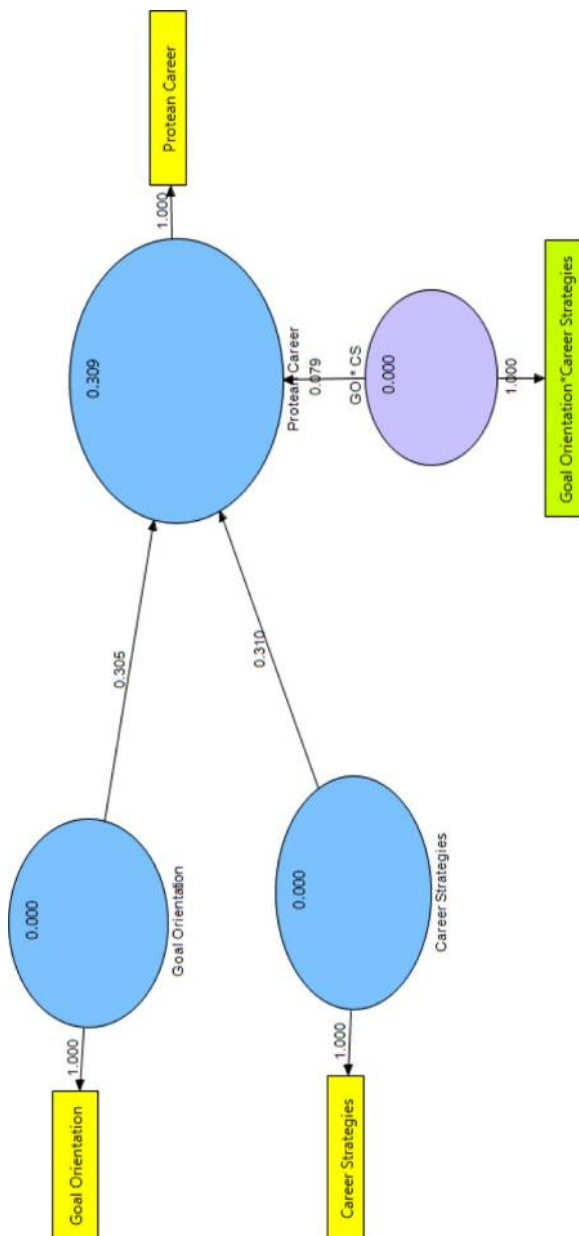 Goal Orientation
1.000
0.000
Goal Orientation
0.305
0.309
Protean Career
1.000
Protean Career
Career Strategies
1.000
0.000
Career Strategies
0.310
0.079
GO * CS
0.000
1.000
Goal Orientation*Career Strategies